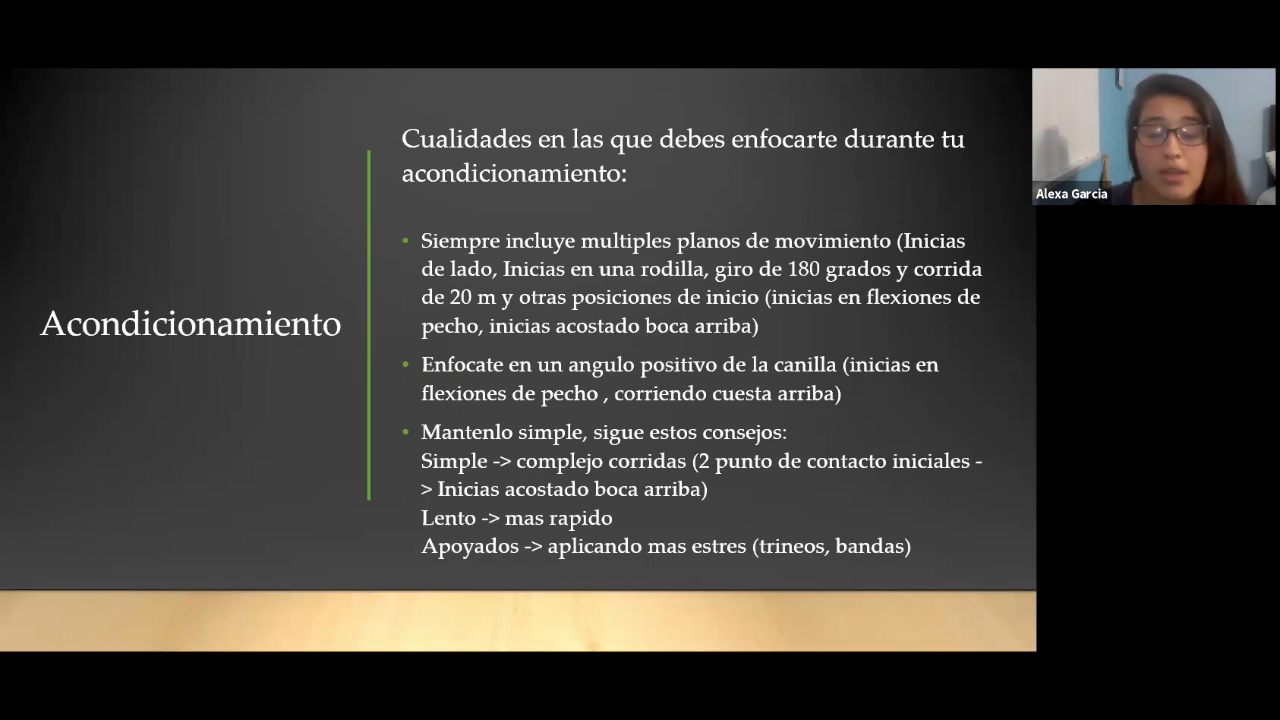 Cualidades en las que debes enfocarte durante tu
acondicionamiento:
Acondicionamiento
• Siempre incluye multiples planos de movimiento (Inicias
de lado, Inicias en una rodilla, giro de 180 grados y corrida
de 20 m y otras posiciones de inicio (inicias en flexiones de
pecho, inicias acostado boca arriba)
• Enfocate en un angulo positivo de la canilla (inicias en
flexiones de pecho , corriendo cuesta arriba)
• Mantenlo simple, sigue estos consejos:
Simple -> complejo corridas (2 punto de contacto iniciales -
> Inicias acostado boca arriba)
Lento -> mas rapido
Apoyados -> aplicando mas estres (trineos, bandas)
Alexa Garcia